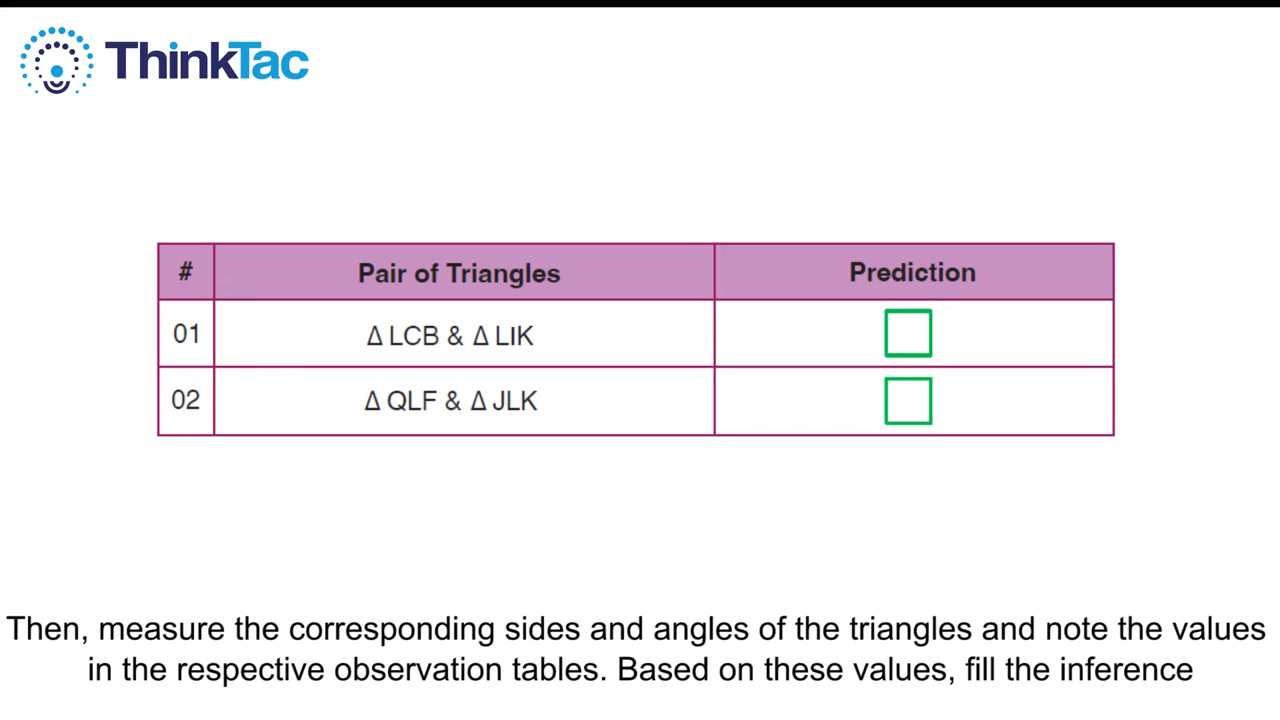 ThinkTac
# Pair of Triangles Prediction
01 Δ LCB & Δ LIK
02 Δ QLF & Δ JLK
Then, measure the corresponding sides and angles of the triangles and note the values
in the respective observation tables. Based on these values, fill the inference